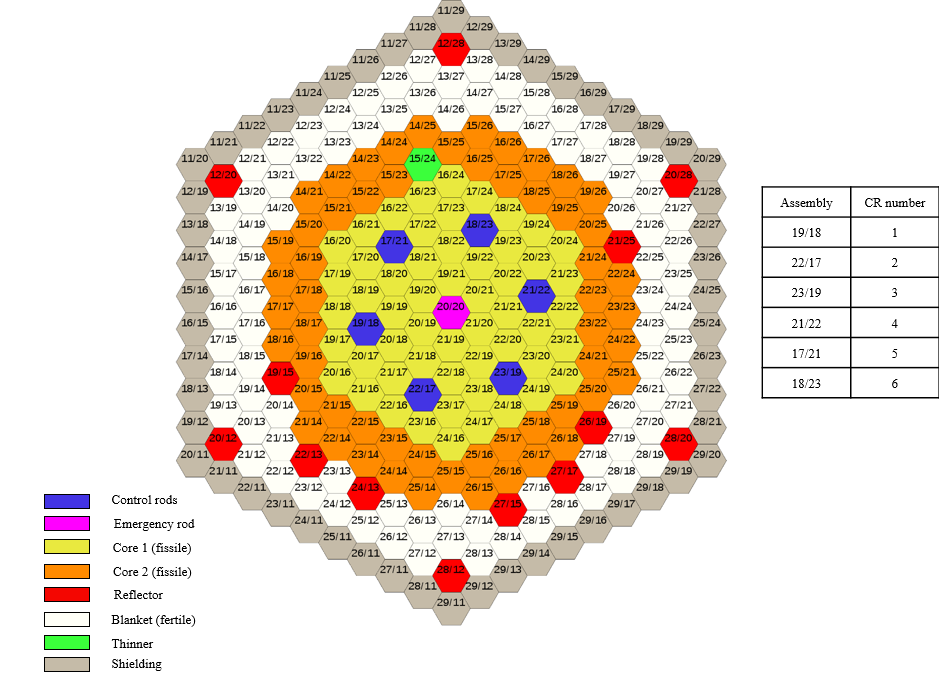 11/29
11/28 12/29
11/27 12/28 13/29
11/26 12/27 13/28 14/29
11/25 12/26 13/27 14/28 15/29
11/24 12/25 13/26 14/27 15/28 16/29
11/23 12/24 13/25 14/26 15/27 16/28 17/29
11/22 12/23 13/24 14/25 15/26 16/27 17/28 18/29
11/21 12/22 13/23 14/24 15/25 16/26 17/27 18/28 19/29
11/20 12/21 13/22 14/23 15/24 16/25 17/26 18/27 19/28 20/29
12/20 13/21 14/22 15/23 16/24 17/25 18/26 19/27 20/28
12/19 13/20 14/21 15/22 16/23 17/24 18/25 19/26 20/27 21/28
13/19 14/20 15/21 16/22 17/23 18/24 19/25 20/26 21/27
13/18 14/19 15/20 16/21 17/22 18/23 19/24 20/25 21/26 22/27
14/18 15/19 16/20 17/21 18/22 19/23 20/24 21/25 22/26
14/17 15/18 16/19 17/20 18/21 19/22 20/23 21/24 22/25 23/26
15/17 16/18 17/19 18/20 19/21 20/22 21/23 22/24 23/25
15/16 16/17 17/18 18/19 19/20 20/21 21/22 22/23 23/24 24/25
16/16 17/17 18/18 19/19 20/20 21/21 22/22 23/23 24/24
16/15 17/16 18/17 19/18 20/19 21/20 22/21 23/22 24/23 25/24
17/15 18/16 19/17 20/18 21/19 22/20 23/21 24/22 25/23
17/14 18/15 19/16 20/17 21/18 22/19 23/20 24/21 25/22 26/23
18/14 19/15 20/16 21/17 22/18 23/19 24/20 25/21 26/22
18/13 19/14 20/15 21/16 22/17 23/18 24/19 25/20 26/21 27/22
19/13 20/14 21/15 22/16 23/17 24/18 25/19 26/20 27/21
19/12 20/13 21/14 22/15 23/16 24/17 25/18 26/19 27/20 28/21
20/12 21/13 22/14 23/15 24/16 25/17 26/18 27/19 28/20
20/11 21/12 22/13 23/14 24/15 25/16 26/17 27/18 28/19 29/20
21/11 22/12 23/13 24/14 25/15 26/16 27/17 28/18 29/19
22/11 23/12 24/13 25/14 26/15 27/16 28/17 29/18
23/11 24/12 25/13 26/14 27/15 28/16 29/17
24/11 25/12 26/13 27/14 28/15 29/16
25/11 26/12 27/13 28/14 29/15
26/11 27/12 28/13 29/14
27/11 28/12 29/13
28/11 29/12
29/11
Assembly CR number
19/18 1
22/17 2
23/19 3
21/22 4
17/21 5
18/23 6
Control rods
Emergency rod
Core 1 (fissile)
Core 2 (fissile)
Reflector
Blanket (fertile)
Thinner
Shielding